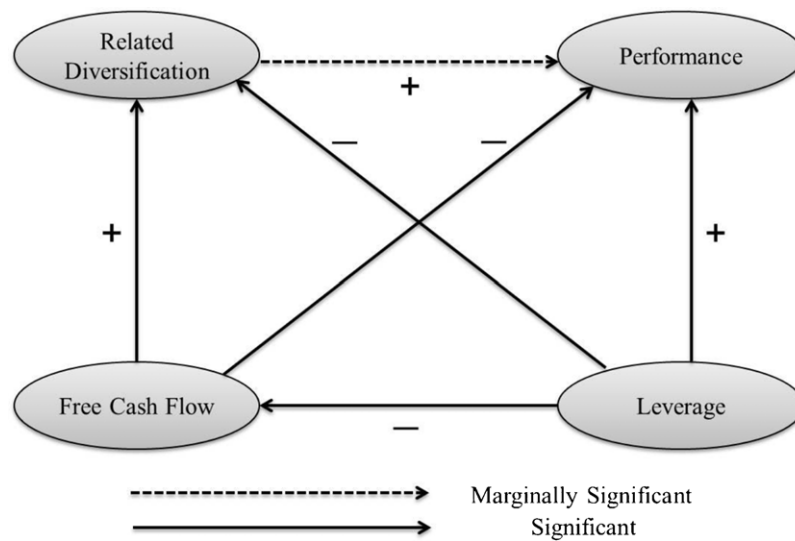 Related
Diversification
Performance
+
—
—
+
+
Free Cash Flow
Leverage
—
Marginally Significant
Significant